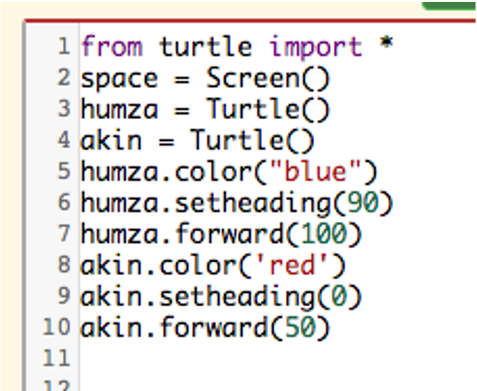 1 from turtle import *
2 space = Screen()
3 humza = Turtle()
4 akin = Turtle()
5 humza.color("blue")
6 humza.setheading(90)
7 humza.forward(100)
8 akin.color('red')
9 akin.setheading(0)
10 akin.forward(50)
11
12